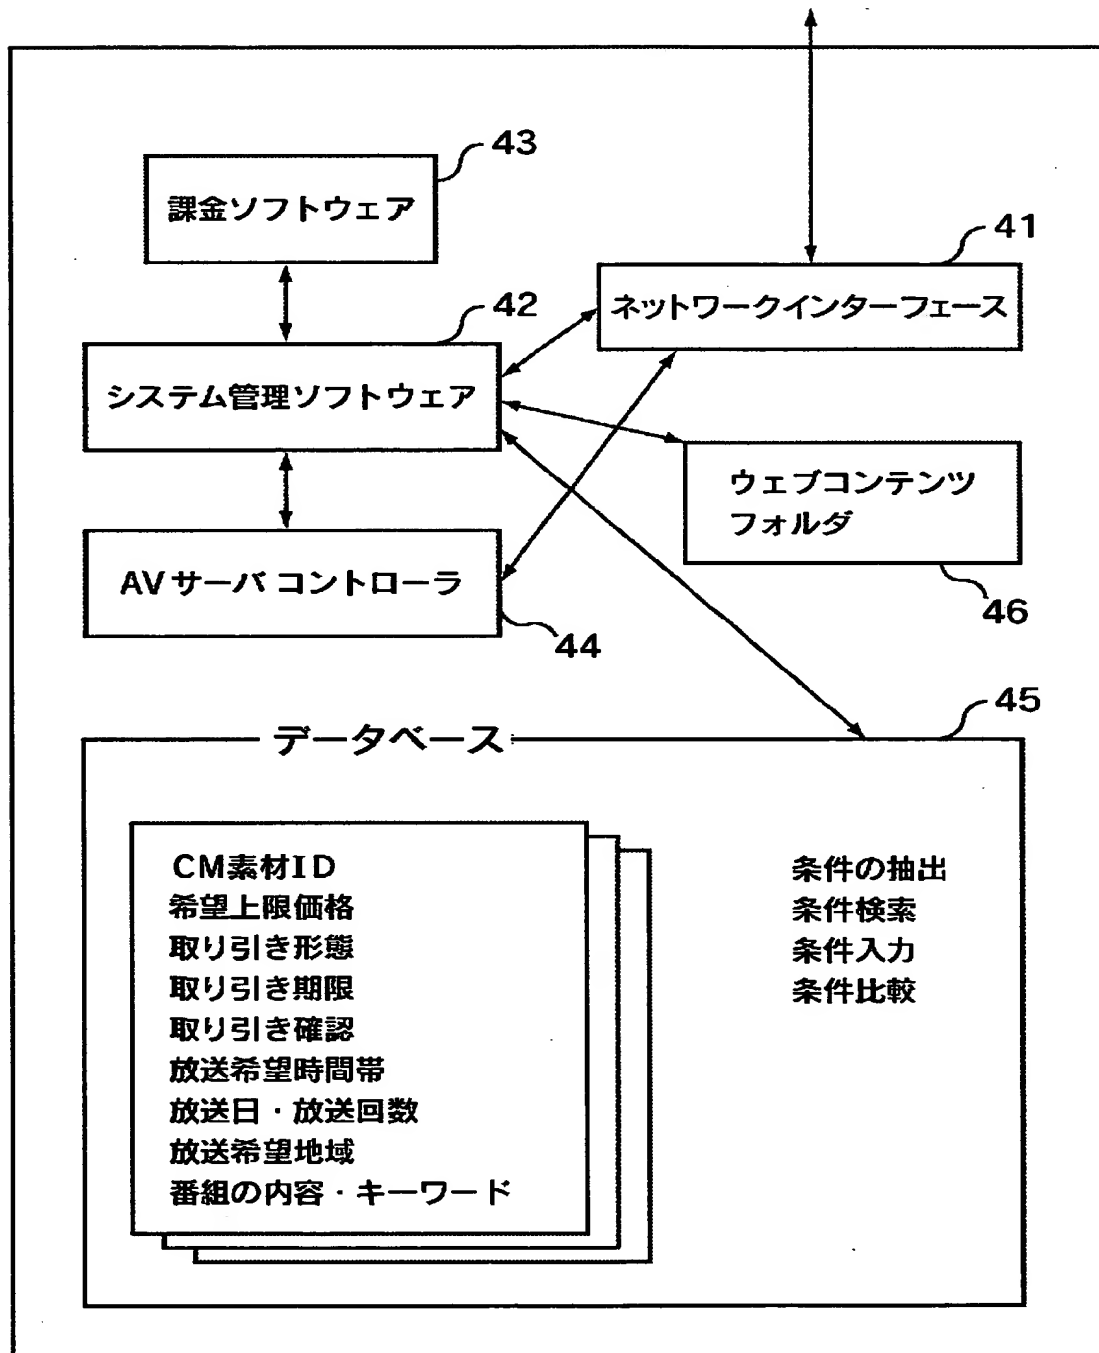 43
課金ソフトウェア
41
ネットワークインターフェース
42
システム管理ソフトウェア
ウェブコンテンツ
フォルダ
46
AVサーバ コントローラ
44
45
データベース
CM素材ID
希望上限価格
取り引き形態
取り引き期限
取り引き確認
放送希望時間帯
放送日・放送回数
放送希望地域
番組の内容・キーワード
条件の抽出
条件検索
条件入力
条件比較